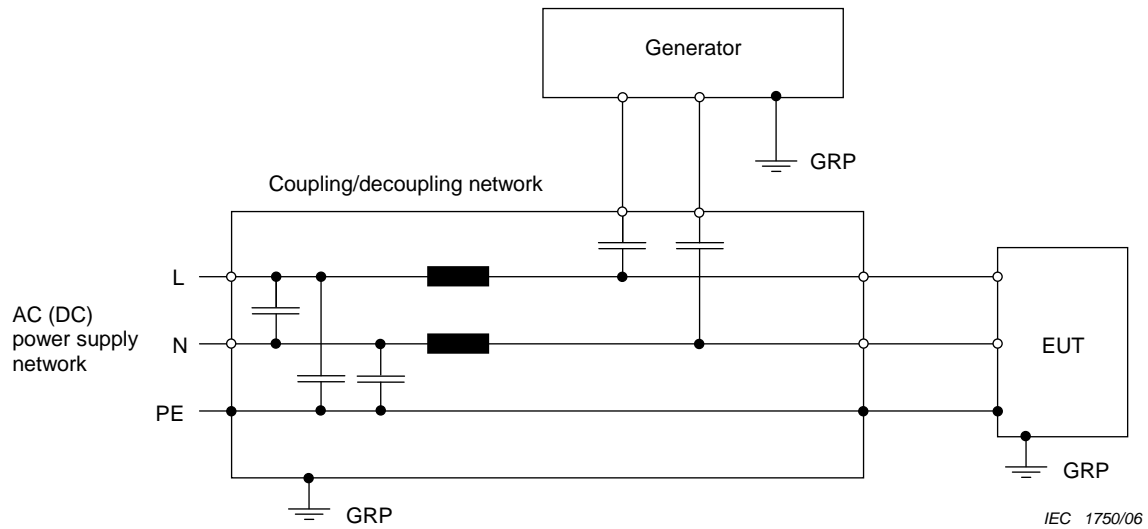 Generator
GRP
Coupling/decoupling network
L
AC (DC)
power supply
network
N
EUT
PE
GRP
GRP
IEC 1750/06